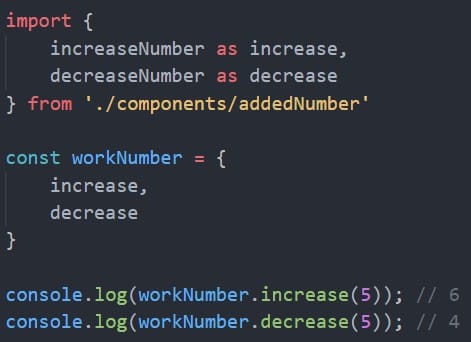 import {
    increaseNumber as increase,
    decreaseNumber as decrease
} from './components/addedNumber'

const workNumber = {
    increase,
    decrease
}

console.log(workNumber.increase(5)); // 6
console.log(workNumber.decrease(5)); // 4